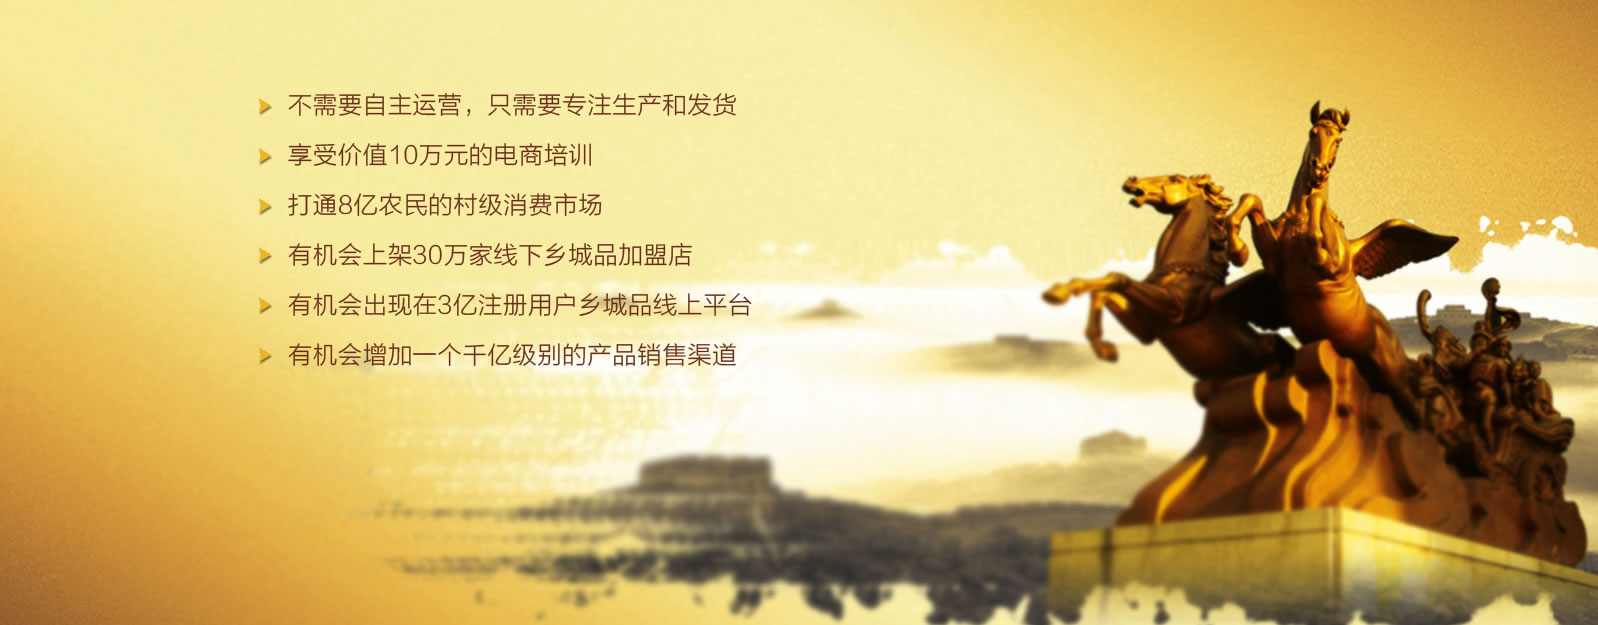 不需要自主运营，只需要专注生产和发货
享受价值10万元的电商培训
打通8亿农民的村级消费市场
有机会上架30万家线下乡城品加盟店
有机会出现在3亿注册用户乡城品线上平台
有机会增加一个千亿级别的产品销售渠道